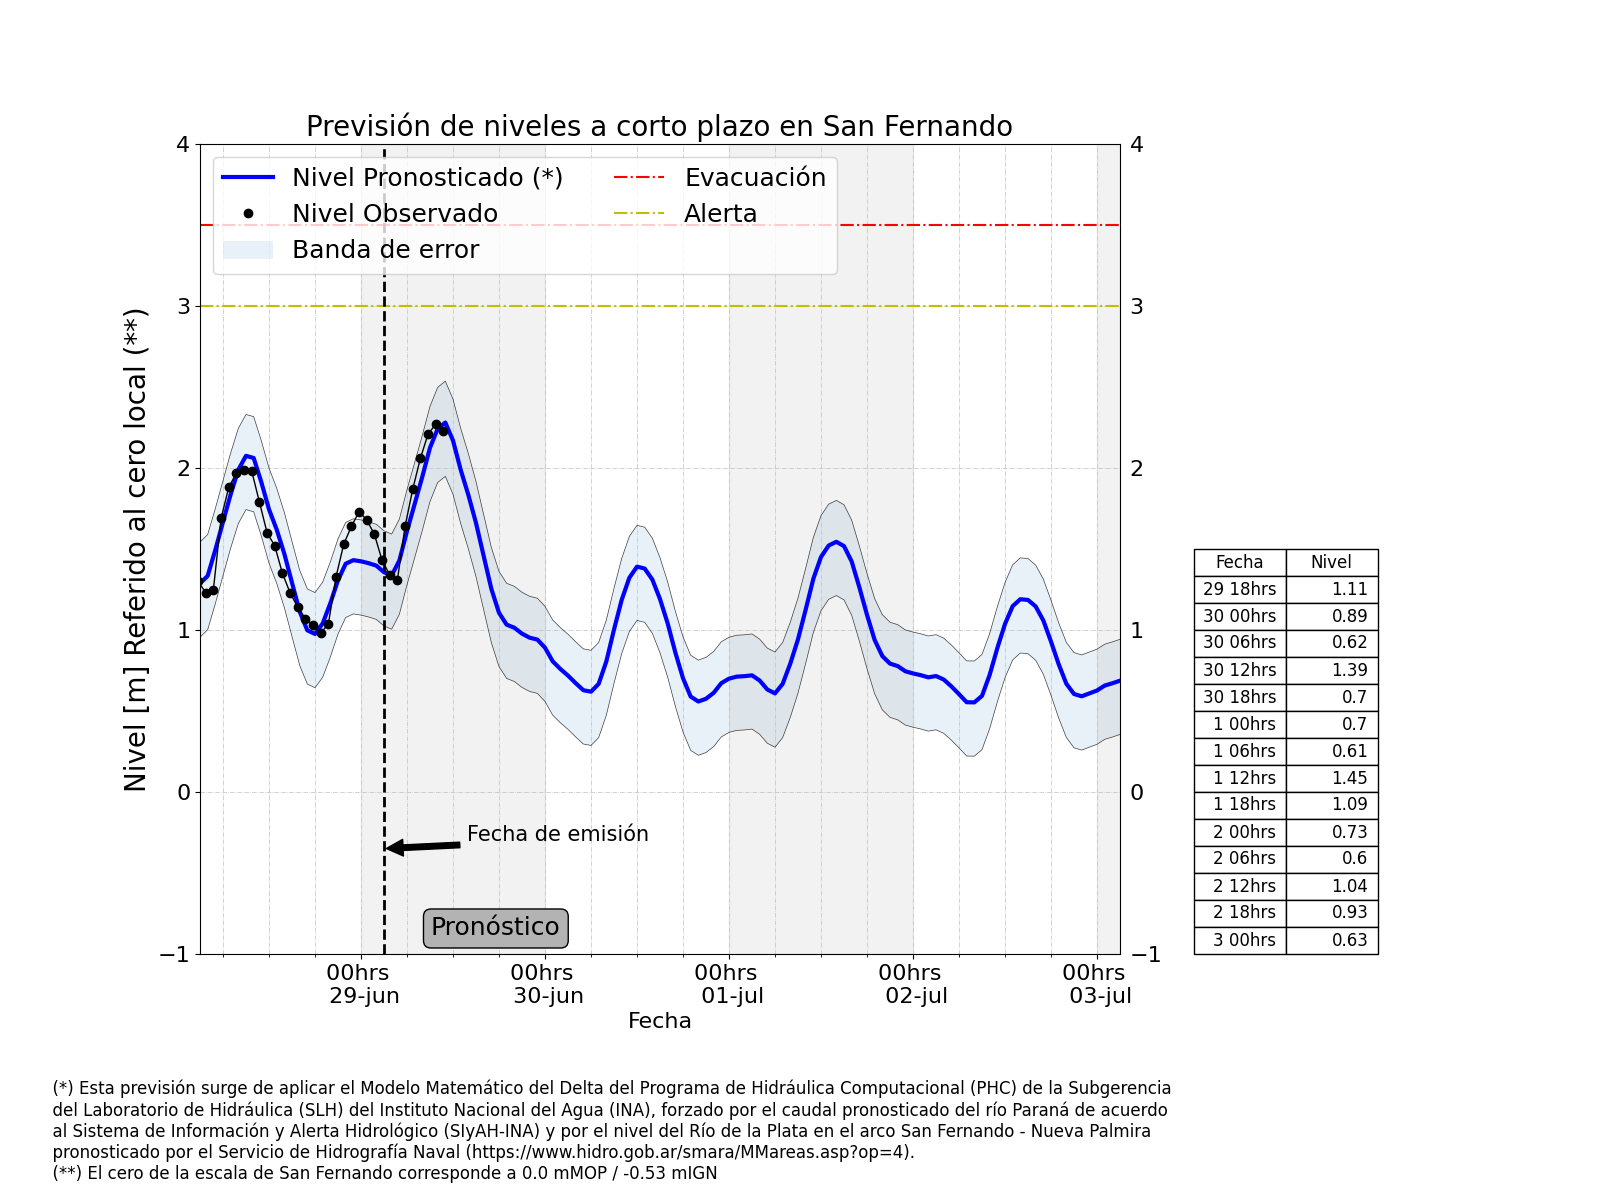 Previsión de niveles a corto plazo en San Fernando
Nivel Pronosticado (*)
Nivel Observado
Banda de error
Evacuación
Alerta
Nivel [m] Referido al cero local (**)
4
3
2
1
0
−1
4
3
2
1
0
−1
Fecha de emisión
Pronóstico
00hrs
29-jun
00hrs
30-jun
00hrs
01-jul
00hrs
02-jul
00hrs
03-jul
Fecha
Fecha Nivel
29 18hrs 1.11
30 00hrs 0.89
30 06hrs 0.62
30 12hrs 1.39
30 18hrs 0.7
1 00hrs 0.7
1 06hrs 0.61
1 12hrs 1.45
1 18hrs 1.09
2 00hrs 0.73
2 06hrs 0.6
2 12hrs 1.04
2 18hrs 0.93
3 00hrs 0.63
(*) Esta previsión surge de aplicar el Modelo Matemático del Delta del Programa de Hidráulica Computacional (PHC) de la Subgerencia
del Laboratorio de Hidráulica (SLH) del Instituto Nacional del Agua (INA), forzado por el caudal pronosticado del río Paraná de acuerdo
al Sistema de Información y Alerta Hidrológico (SIyAH-INA) y por el nivel del Río de la Plata en el arco San Fernando - Nueva Palmira
pronosticado por el Servicio de Hidrografía Naval (https://www.hidro.gob.ar/smara/MMareas.asp?op=4).
(**) El cero de la escala de San Fernando corresponde a 0.0 mMOP / -0.53 mIGN